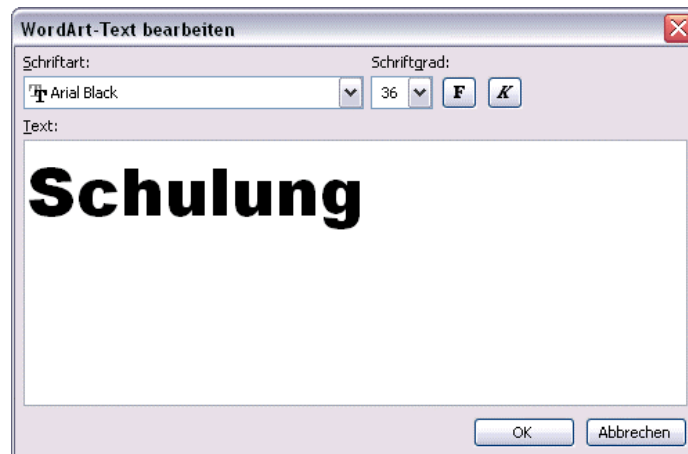 WordArt-Text bearbeiten
Schriftart: Schriftgrad:
Arial Black 36 F K
Text:
Schulung
OK Abbrechen